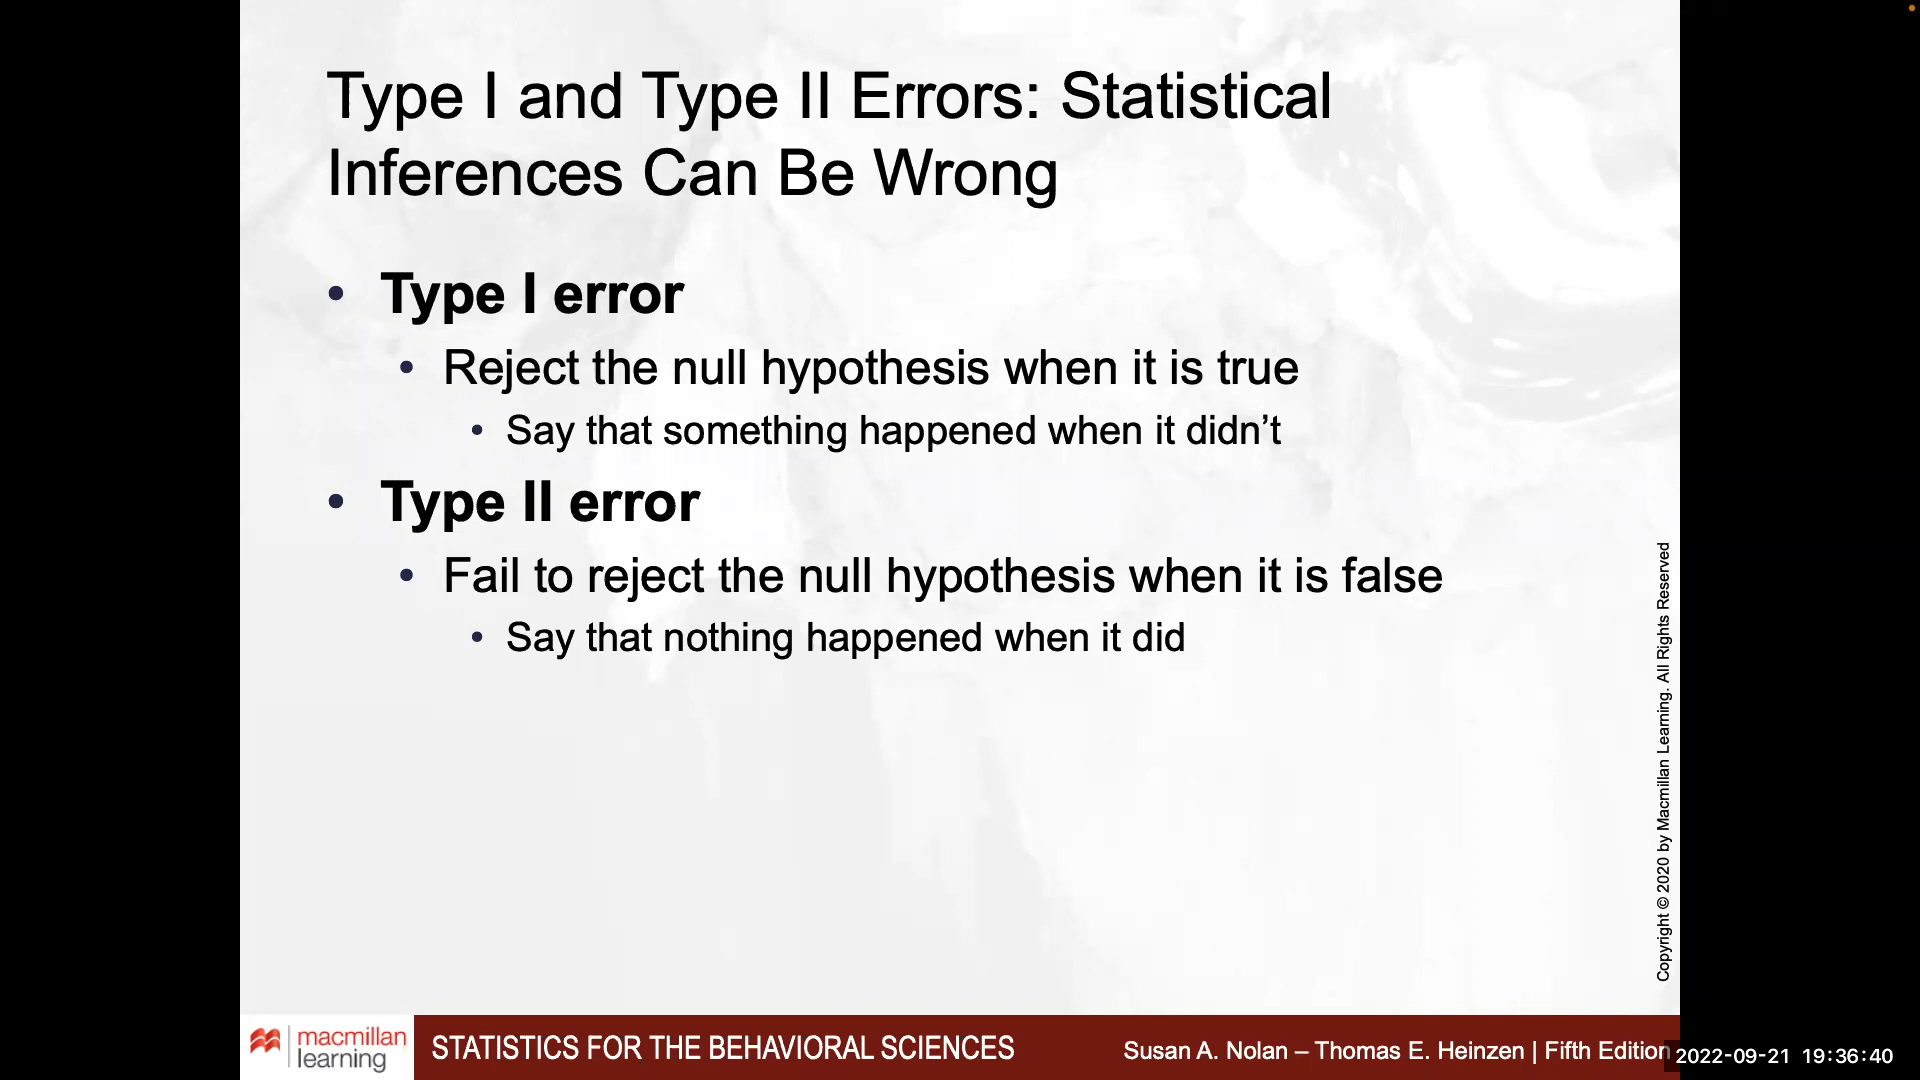 Type I and Type II Errors: Statistical
Inferences Can Be Wrong
• Type I error
• Reject the null hypothesis when it is true
• Say that something happened when it didn’t
• Type II error
• Fail to reject the null hypothesis when it is false
• Say that nothing happened when it did
Copyright © 2020 by Macmillan Learning. All Rights Reserved
macmillan
learning
STATISTICS FOR THE BEHAVIORAL SCIENCES
Susan A. Nolan – Thomas E. Heinzen | Fifth Edition
2022-09-21 19:36:40